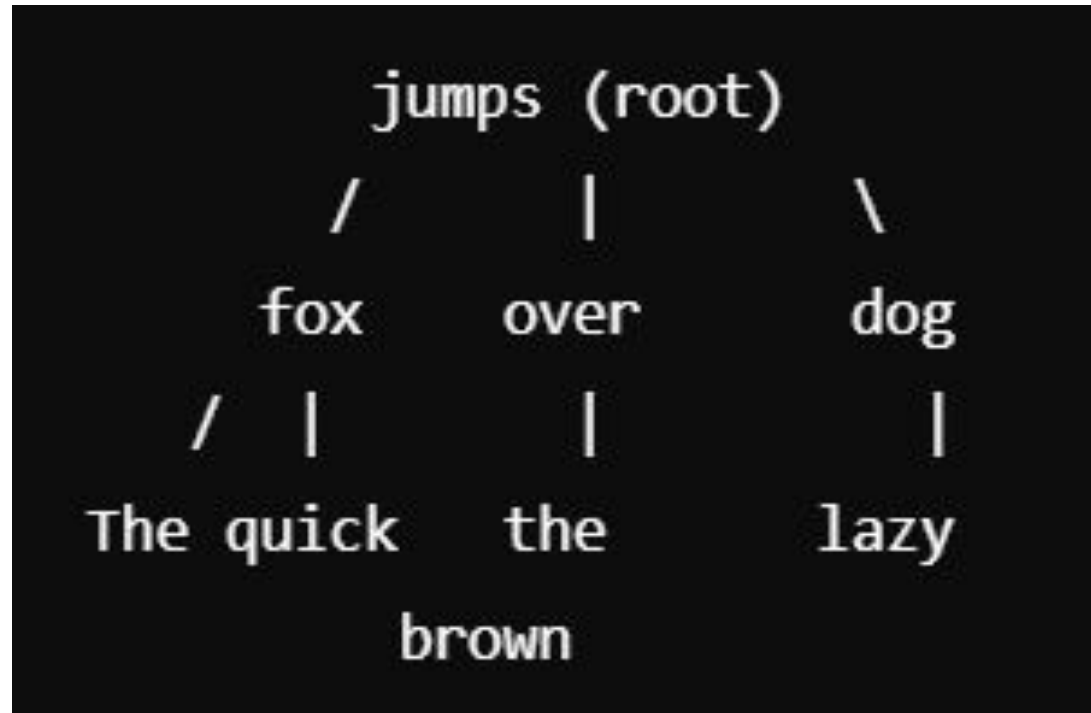 jumps (root)
/ | \
fox over dog
/ | | |
The quick the lazy
brown